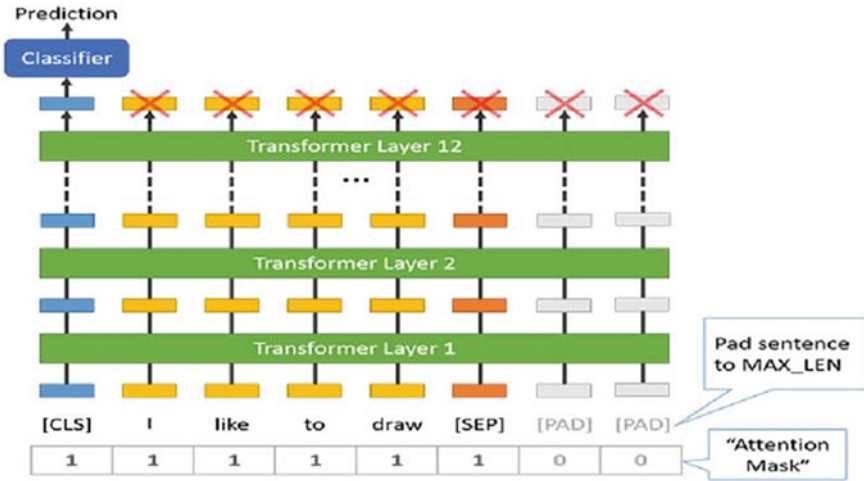 Prediction
Classifier
Transformer Layer 12
...
Transformer Layer 2
Transformer Layer 1
Pad sentence
to MAX_LEN
[CLS] I like to draw [SEP] [PAD] [PAD]
1 1 1 1 1 1 0 0
"Attention
Mask"